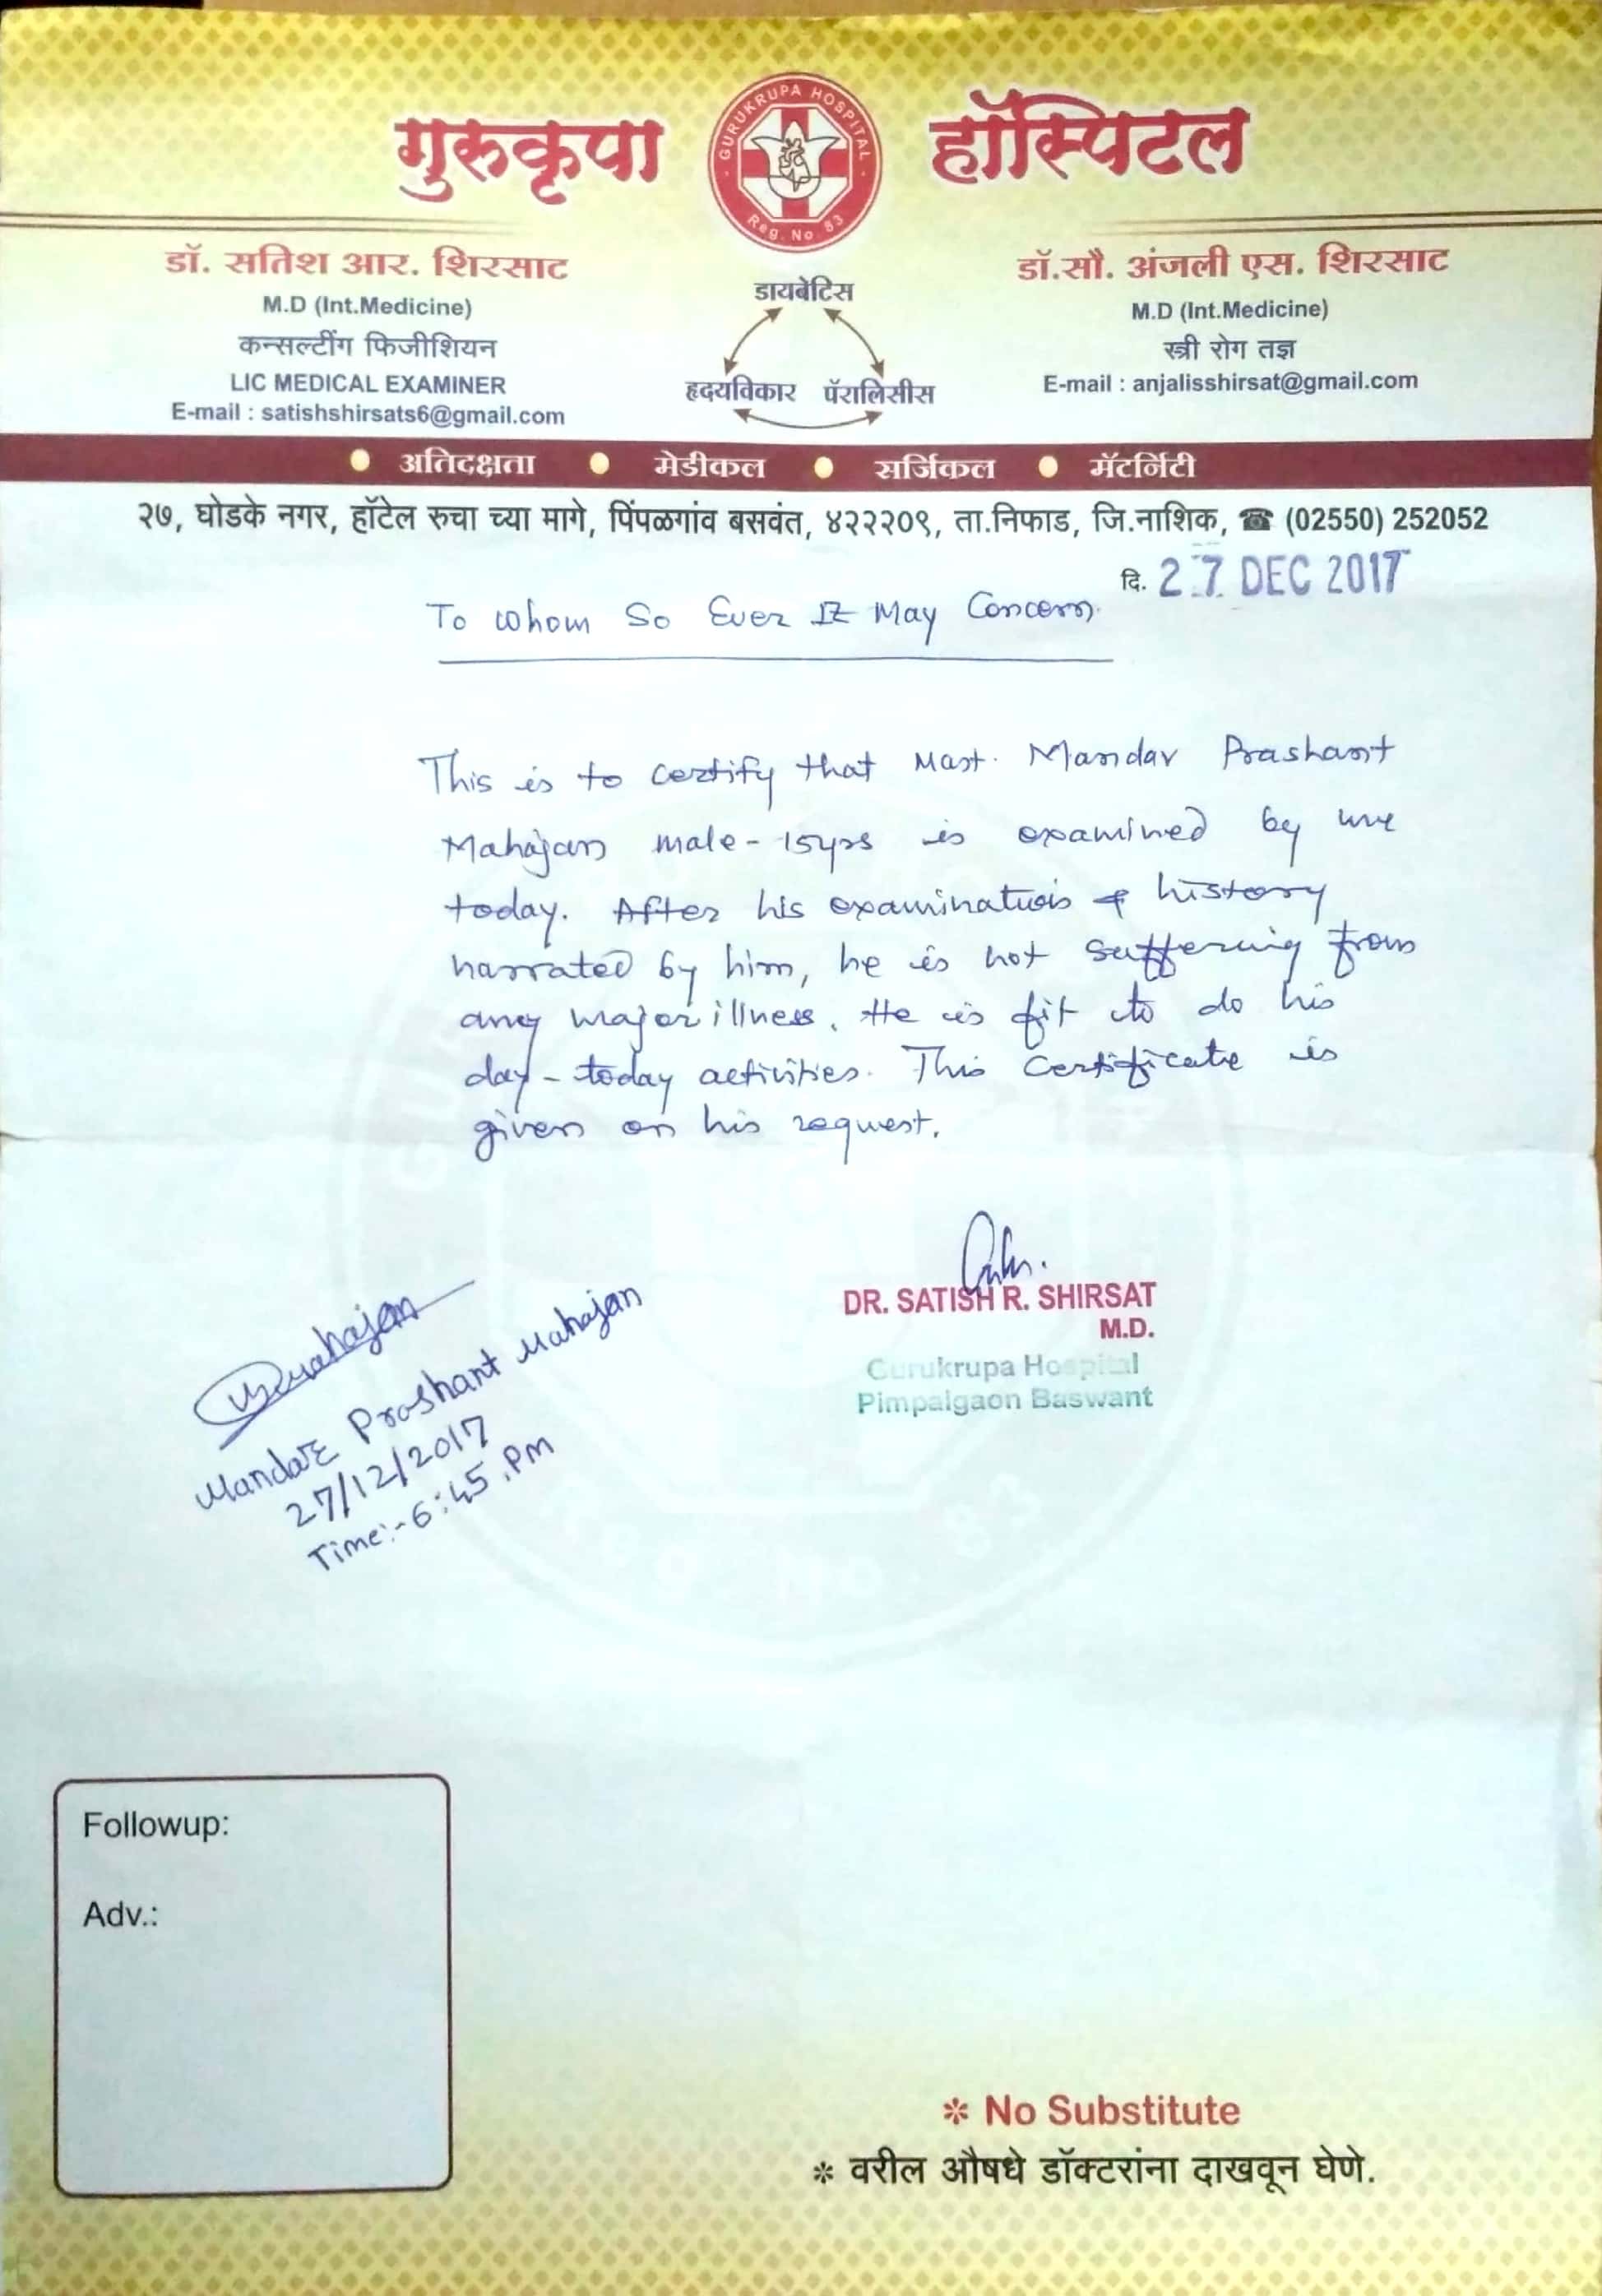 गुरुकृपा हॉस्पिटल
GURUKRUPA HOSPITAL
Reg. No. 83
डॉ. सतिश आर. शिरसाट
M.D (Int.Medicine)
कन्सल्टींग फिजीशियन
LIC MEDICAL EXAMINER
E-mail : satishshirsats6@gmail.com
डायबेटिस
हृदयविकार पॅरालिसीस
डॉ.सौ. अंजली एस. शिरसाट
M.D (Int.Medicine)
स्त्री रोग तज्ञ
E-mail : anjalisshirsat@gmail.com
अतिदक्षता मेडीकल सर्जिकल मॅटर्निटी
२७, घोडके नगर, हॉटेल रुचा च्या मागे, पिंपळगांव बसवंत, ४२२२०९, ता.निफाड, जि.नाशिक, ☎ (02550) 252052
दि. 27 DEC 2017
To Whom So Ever It May Concern.
This is to certify that Mast. Mandar Prashant
Mahajan male - 15yrs is examined by me
today. After his examination & history
narrated by him, he is not suffering from
any major illness. He is fit to do his
day - today activities. This Certificate is
given on his request.
DR. SATISH R. SHIRSAT
M.D.
Gurukrupa Hospital
Pimpalgaon Baswant
Mahajan
Mandar Prashant Mahajan
27/12/2017
Time:- 6:45.Pm
Followup:
Adv.:
* No Substitute
* वरील औषधे डॉक्टरांना दाखवून घेणे.